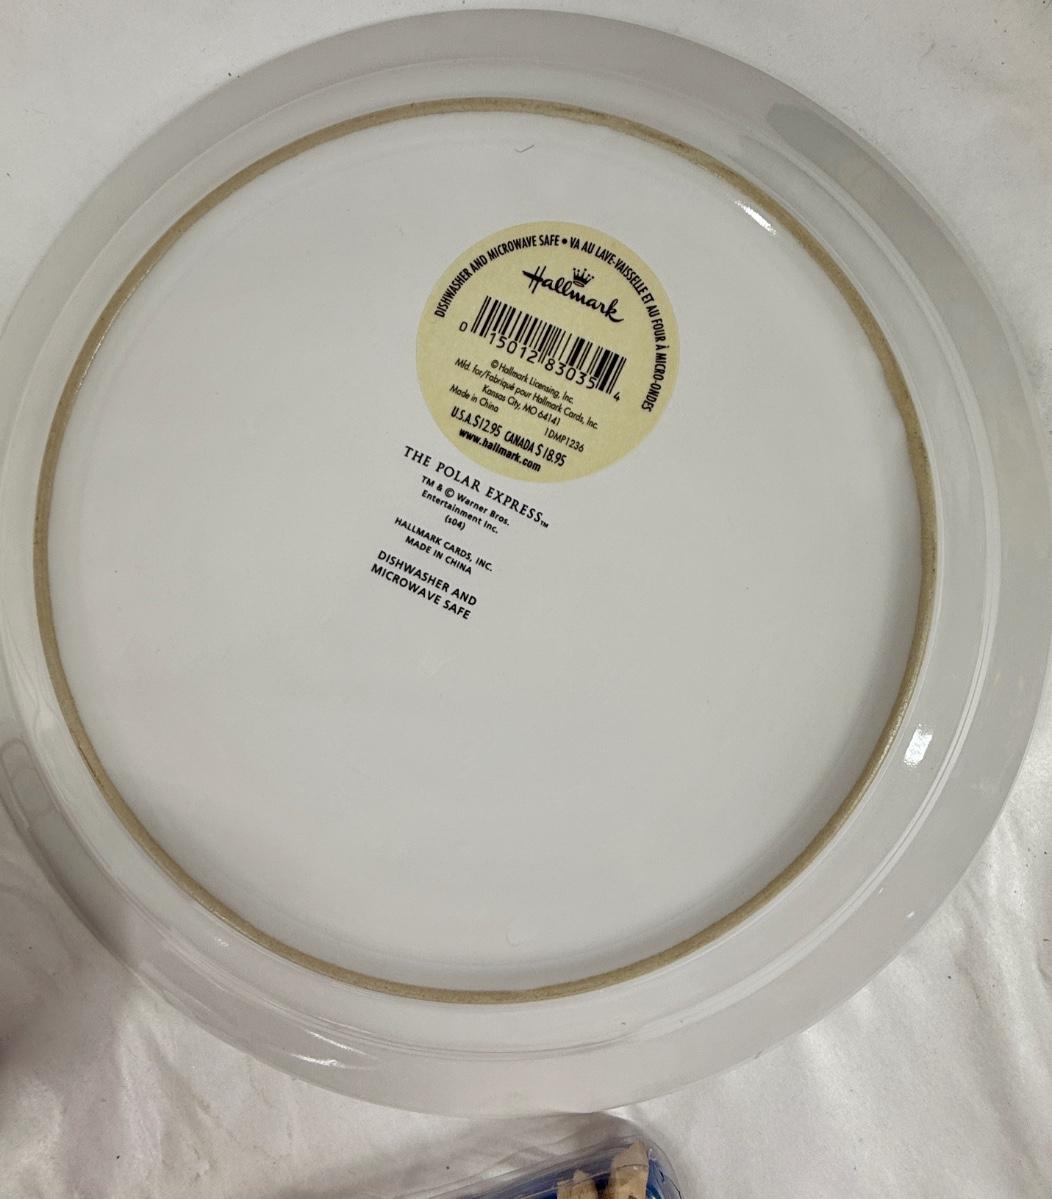 DISHWASHER AND MICROWAVE SAFE • VA AU LAVE-VAISSELLE ET AU FOUR À MICRO-ONDES
Hallmark
0 15012 83035 4
© Hallmark Licensing, Inc.
Mfd. for/Fabriqué pour Hallmark Cards, Inc.
Kansas City, MO 64141
Made in China 1DMP1236
U.S.A. $12.95 CANADA $18.95
www.hallmark.com
THE POLAR EXPRESS™
TM & © Warner Bros.
Entertainment Inc.
(s04)
HALLMARK CARDS, INC.
MADE IN CHINA
DISHWASHER AND
MICROWAVE SAFE